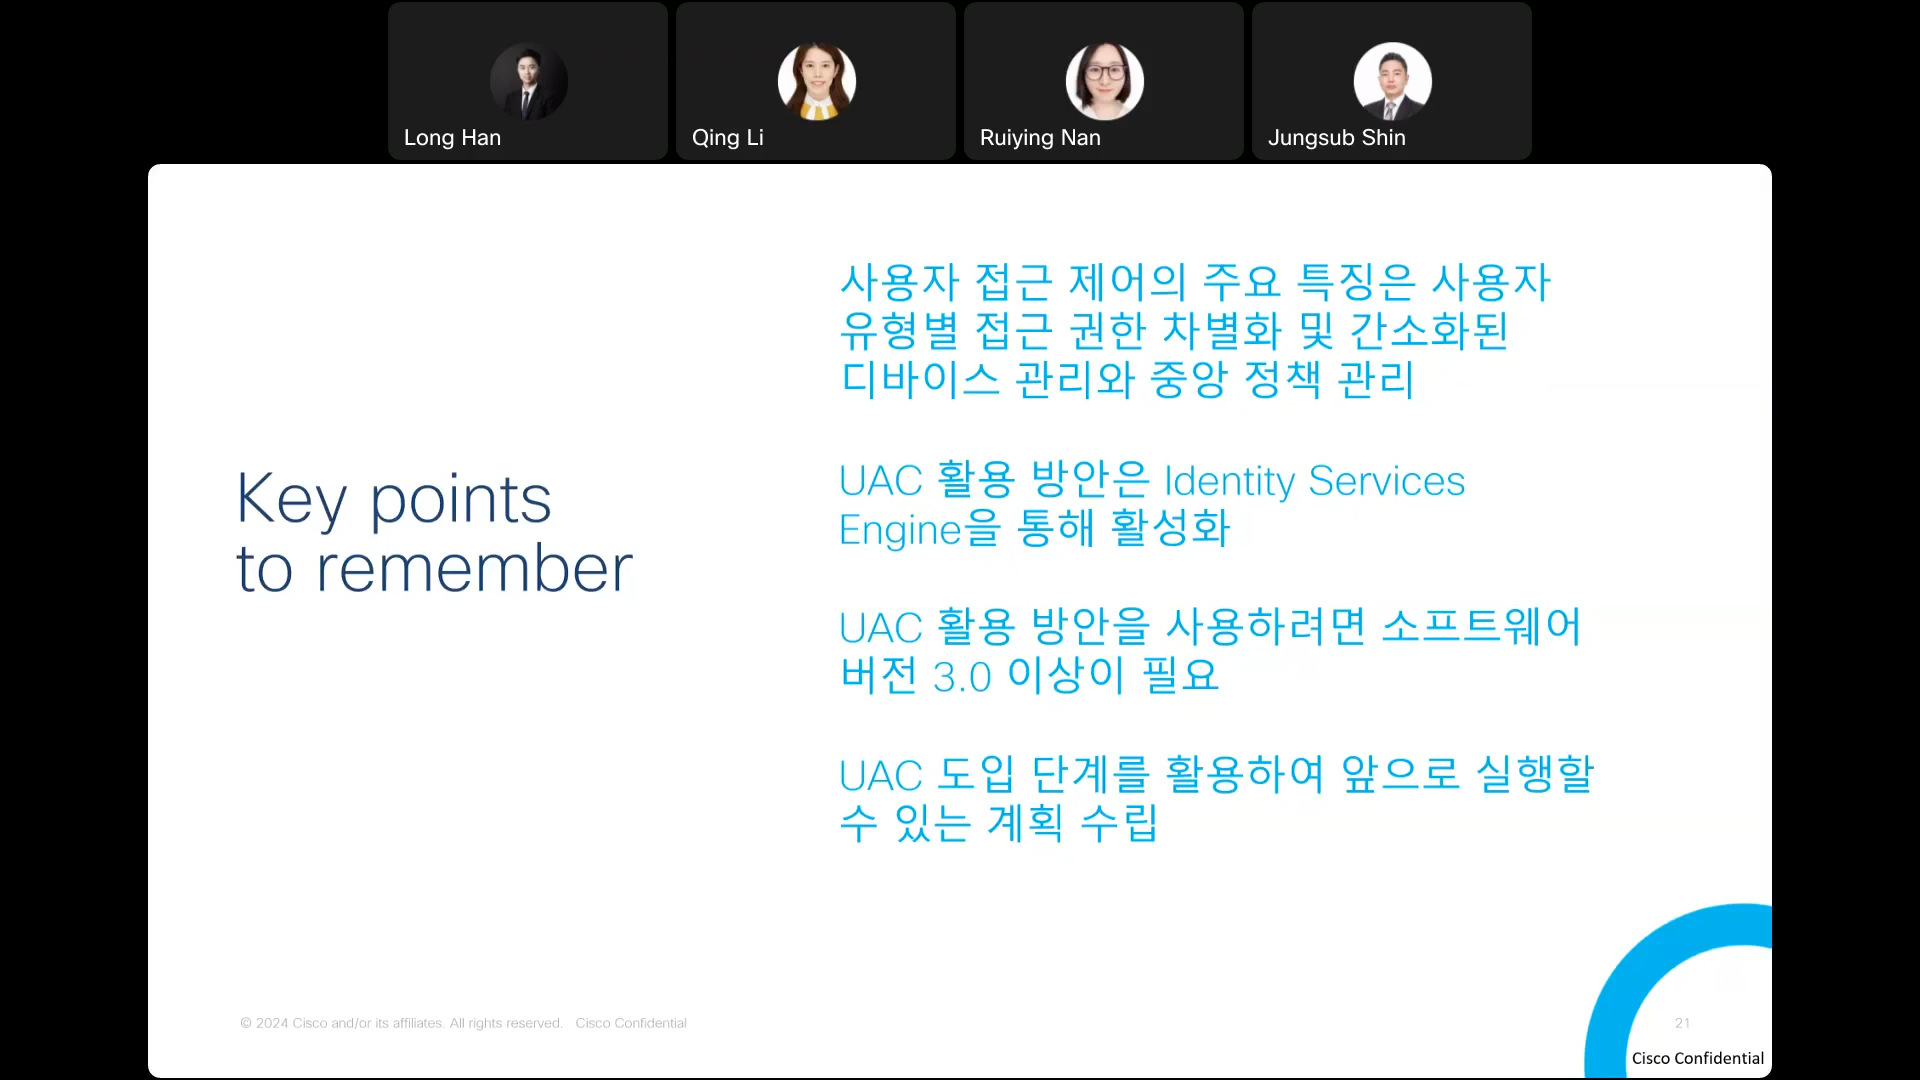 Long Han
Qing Li
Ruiying Nan
Jungsub Shin
Key points
to remember
사용자 접근 제어의 주요 특징은 사용자
유형별 접근 권한 차별화 및 간소화된
디바이스 관리와 중앙 정책 관리
UAC 활용 방안은 Identity Services
Engine을 통해 활성화
UAC 활용 방안을 사용하려면 소프트웨어
버전 3.0 이상이 필요
UAC 도입 단계를 활용하여 앞으로 실행할
수 있는 계획 수립
© 2024 Cisco and/or its affiliates. All rights reserved. Cisco Confidential
21
Cisco Confidential